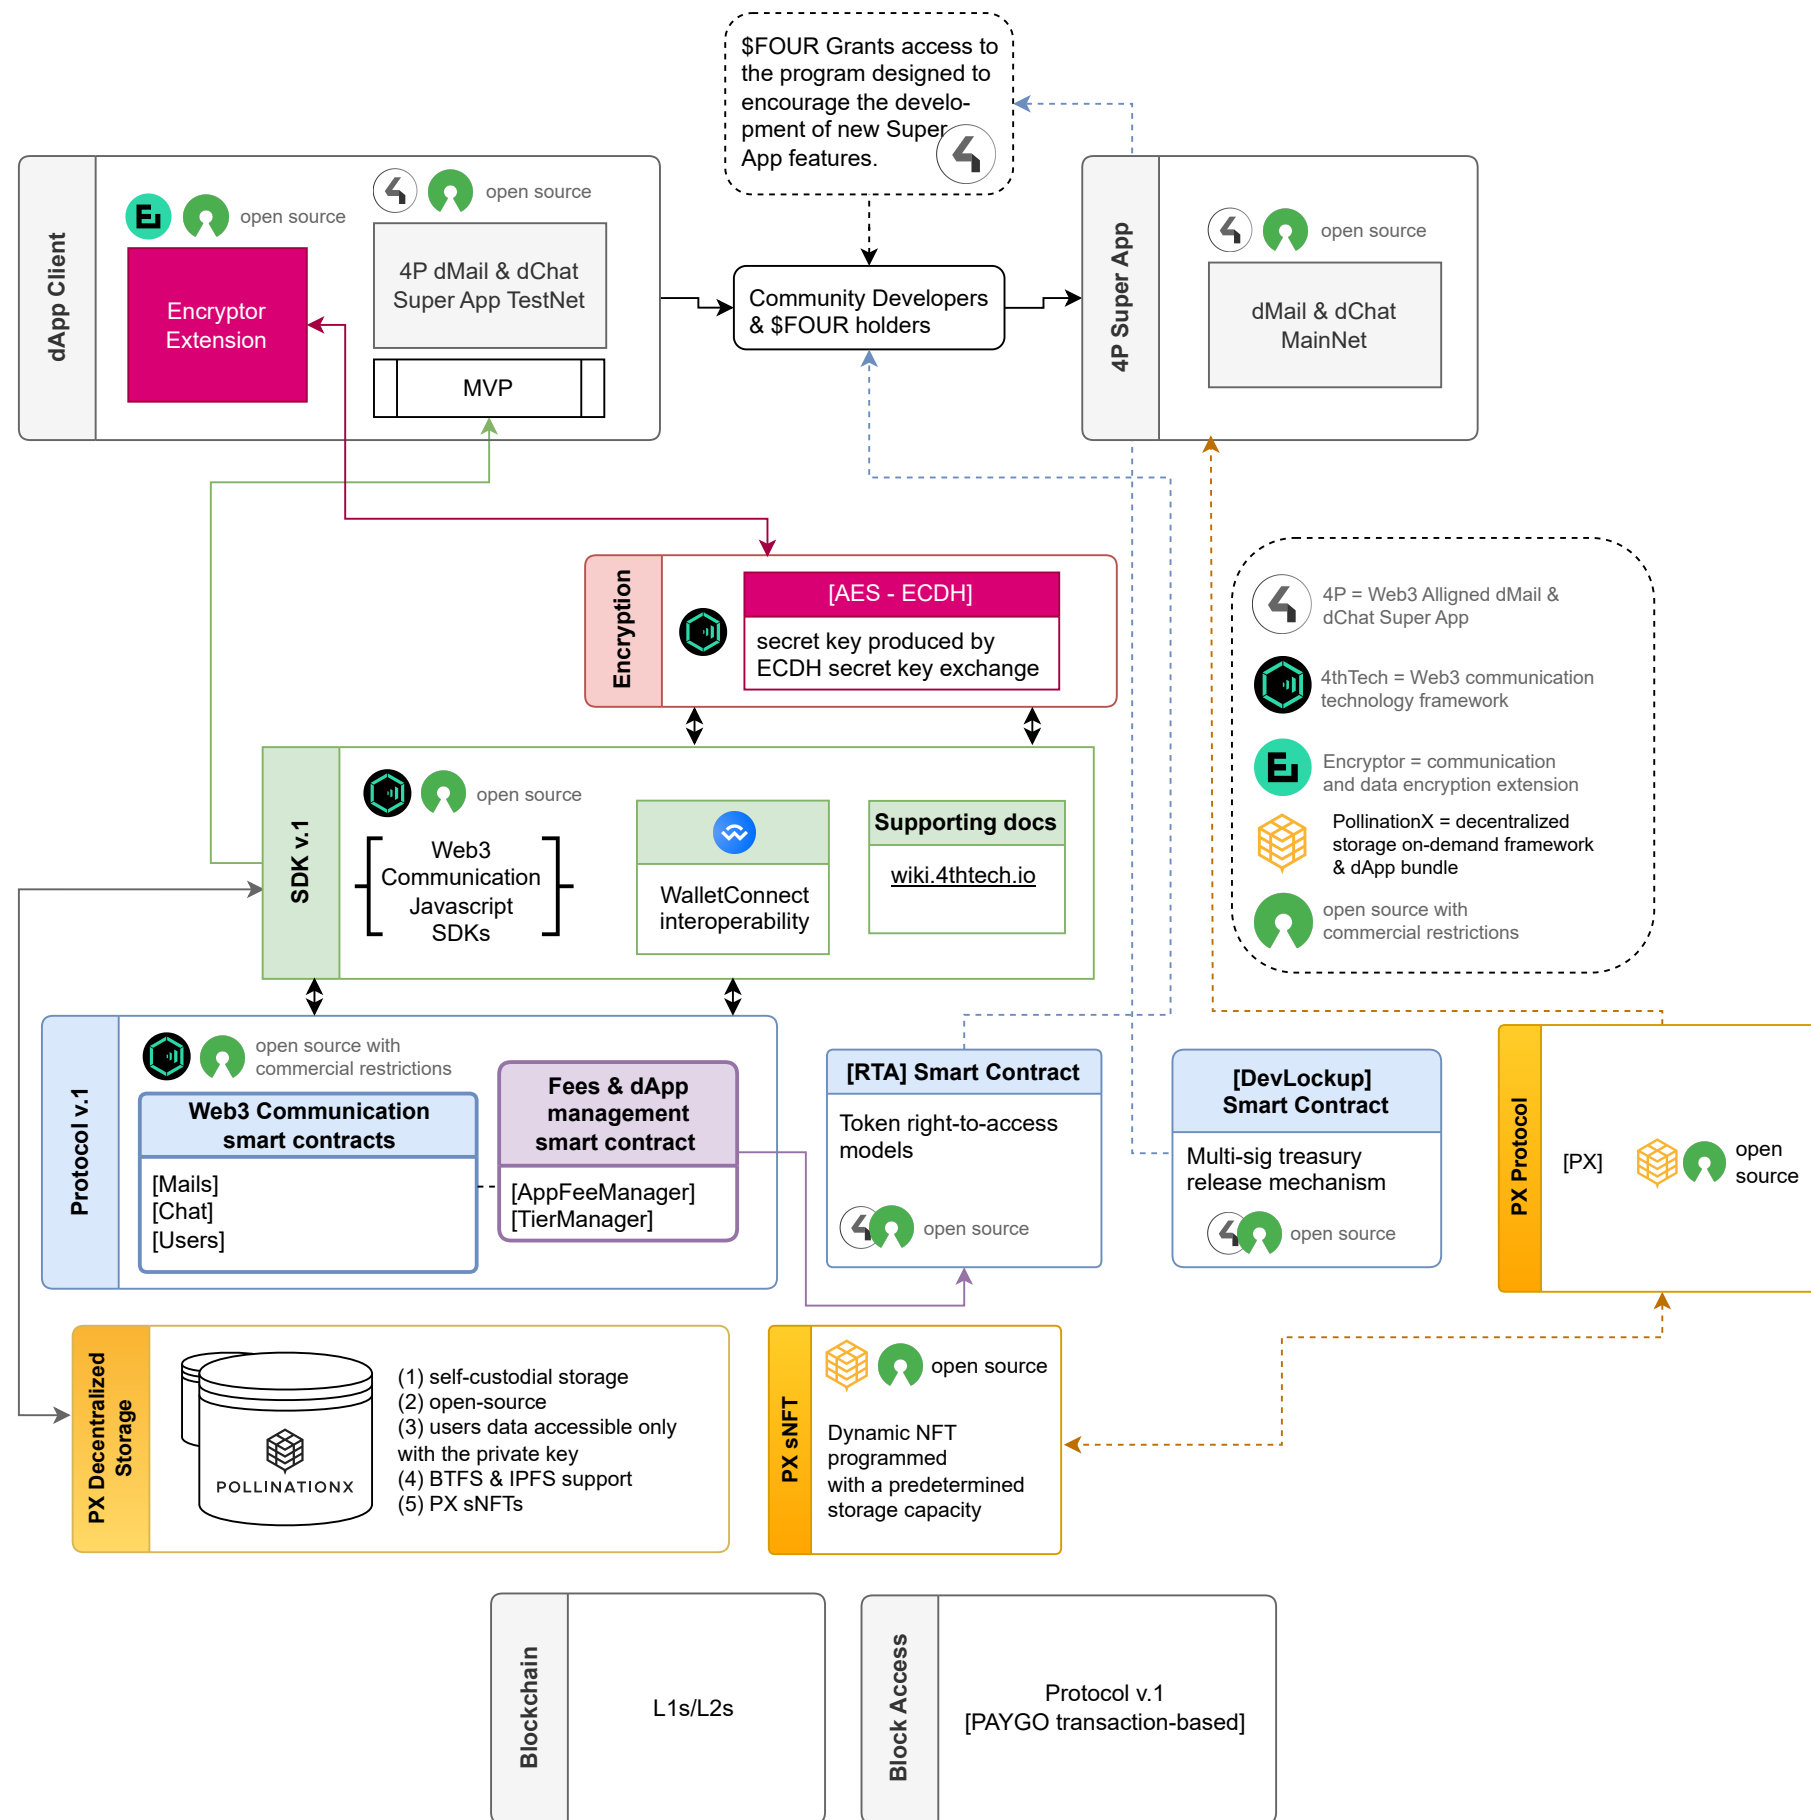 $FOUR Grants access to
the program designed to
encourage the develo-
pment of new Super
App features.
dApp Client
open source
Encryptor
Extension
open source
4P dMail & dChat
Super App TestNet
MVP
Community Developers
& $FOUR holders
4P Super App
open source
dMail & dChat
MainNet
Encryption
[AES - ECDH]
secret key produced by
ECDH secret key exchange
4P = Web3 Alligned dMail &
dChat Super App
4thTech = Web3 communication
technology framework
Encryptor = communication
and data encryption extension
PollinationX = decentralized
storage on-demand framework
& dApp bundle
open source with
commercial restrictions
SDK v.1
open source
Web3
Communication
Javascript
SDKs
WalletConnect
interoperability
Supporting docs
wiki.4thtech.io
Protocol v.1
open source with
commercial restrictions
Web3 Communication
smart contracts
[Mails]
[Chat]
[Users]
Fees & dApp
management
smart contract
[AppFeeManager]
[TierManager]
[RTA] Smart Contract
Token right-to-access
models
open source
[DevLockup]
Smart Contract
Multi-sig treasury
release mechanism
open source
PX Protocol
[PX]
open
source
PX Decentralized
Storage
POLLINATIONX
(1) self-custodial storage
(2) open-source
(3) users data accessible only
with the private key
(4) BTFS & IPFS support
(5) PX sNFTs
PX sNFT
open source
Dynamic NFT
programmed
with a predetermined
storage capacity
Blockchain
L1s/L2s
Block Access
Protocol v.1
[PAYGO transaction-based]